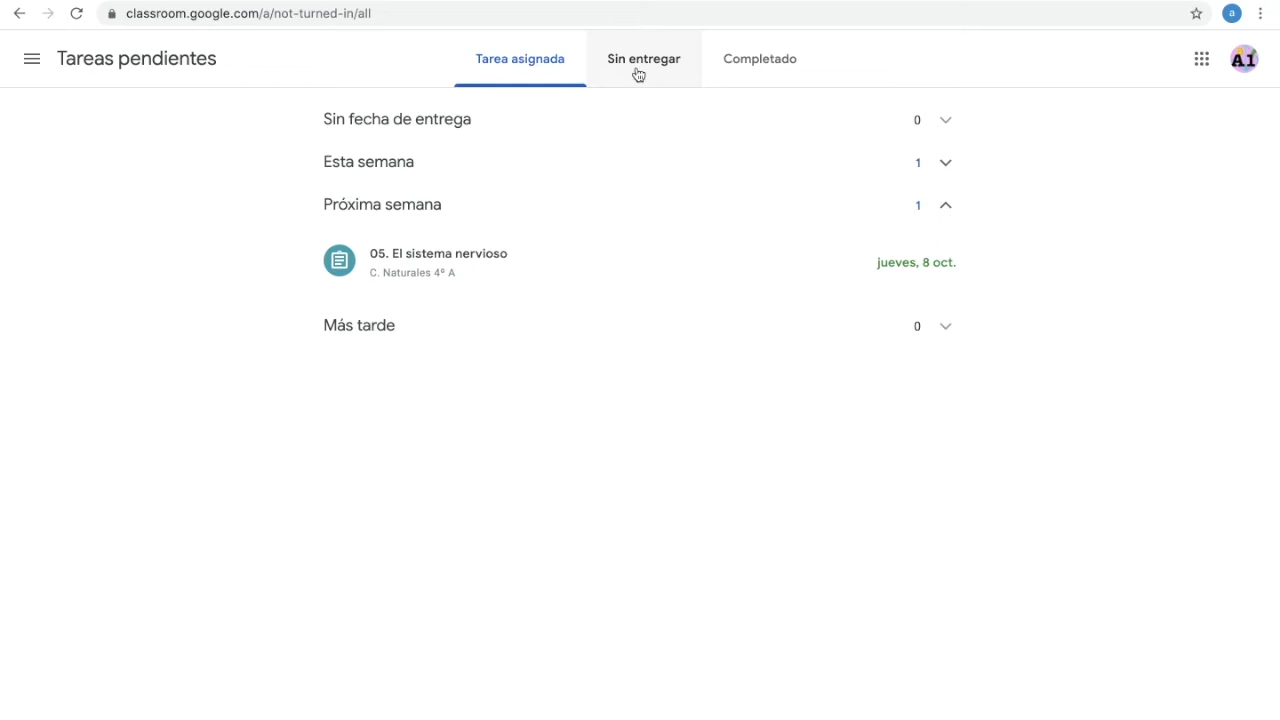 classroom.google.com/a/not-turned-in/all
a
Tareas pendientes
Tarea asignada
Sin entregar
Completado
A1
Sin fecha de entrega 0
Esta semana 1
Próxima semana 1
05. El sistema nervioso
C. Naturales 4º A
jueves, 8 oct.
Más tarde 0